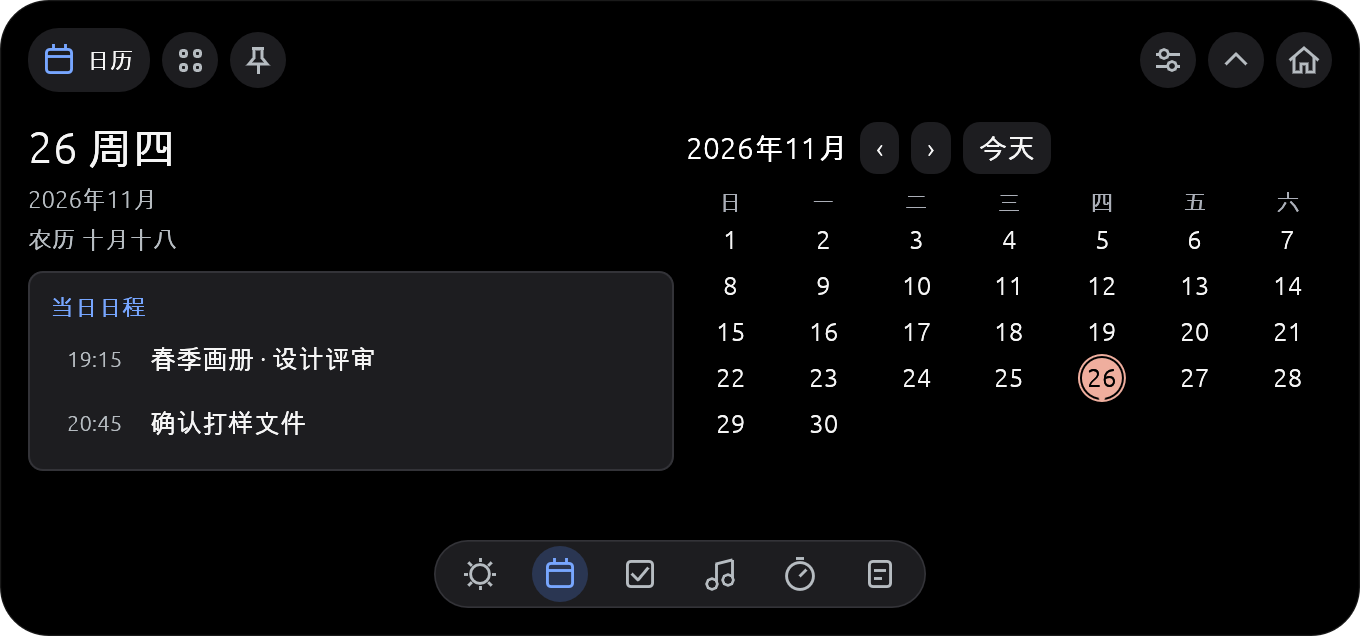 日历
26 周四
2026年11月
农历 十月十八
当日日程
19:15 春季画册 · 设计评审
20:45 确认打样文件
2026年11月 ‹ › 今天
日 一 二 三 四 五 六
1 2 3 4 5 6 7
8 9 10 11 12 13 14
15 16 17 18 19 20 21
22 23 24 25 26 27 28
29 30